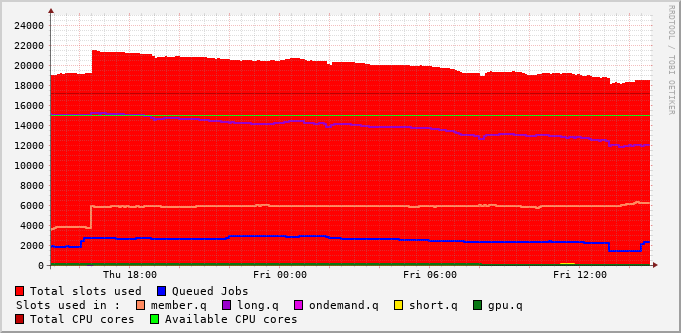 RRDTOOL / TOBI OETIKER
24000
22000
20000
18000
16000
14000
12000
10000
8000
6000
4000
2000
0
Thu 18:00 Fri 00:00 Fri 06:00 Fri 12:00
Total slots used Queued Jobs
Slots used in : member.q long.q ondemand.q short.q gpu.q
Total CPU cores Available CPU cores